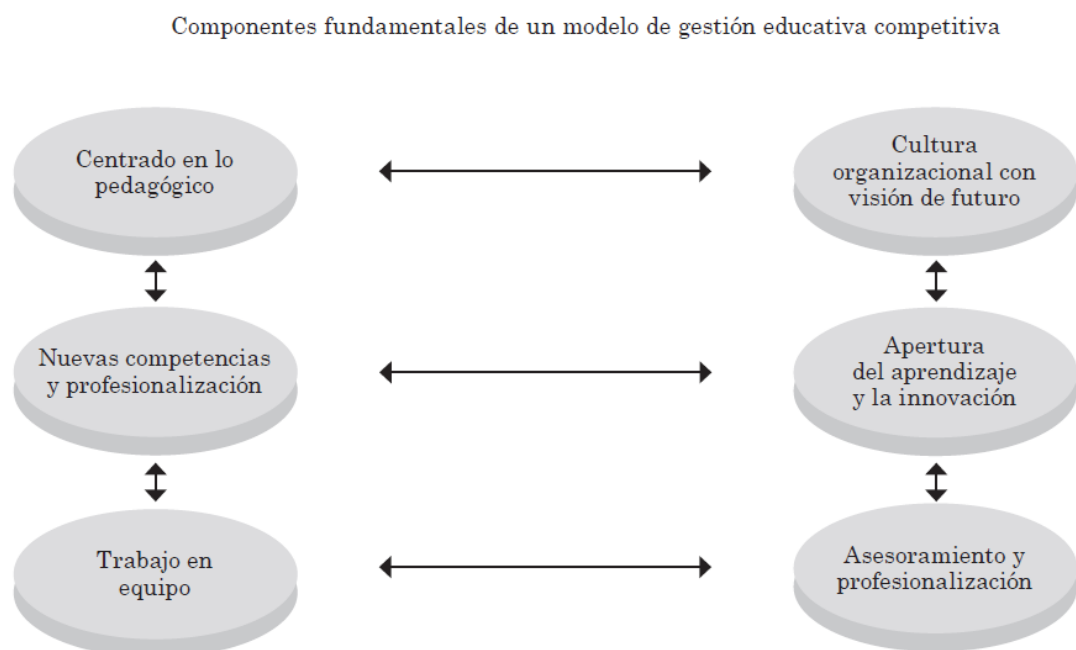 Componentes fundamentales de un modelo de gestión educativa competitiva
Centrado en lo
pedagógico
Cultura
organizacional con
visión de futuro
Nuevas competencias
y profesionalización
Apertura
del aprendizaje
y la innovación
Trabajo en
equipo
Asesoramiento y
profesionalización